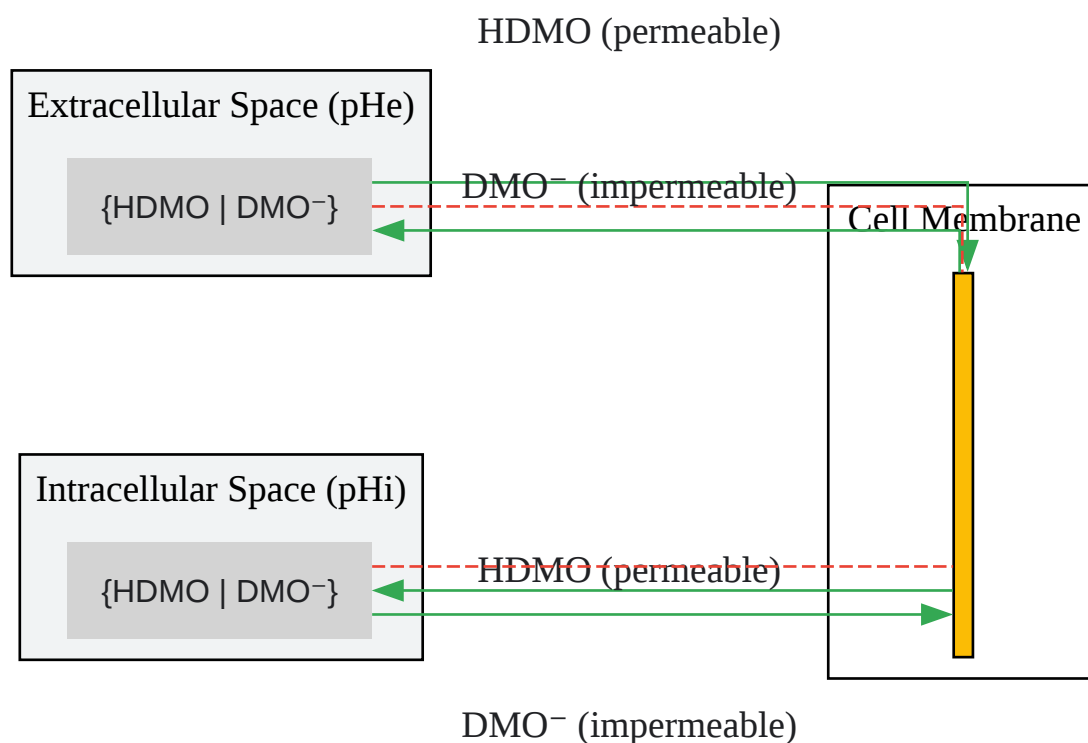 HDMO (permeable)
Extracellular Space (pHe)
{HDMO | DMO⁻}
DMO⁻ (impermeable)
Cell Membrane
Intracellular Space (pHi)
{HDMO | DMO⁻}
HDMO (permeable)
DMO⁻ (impermeable)